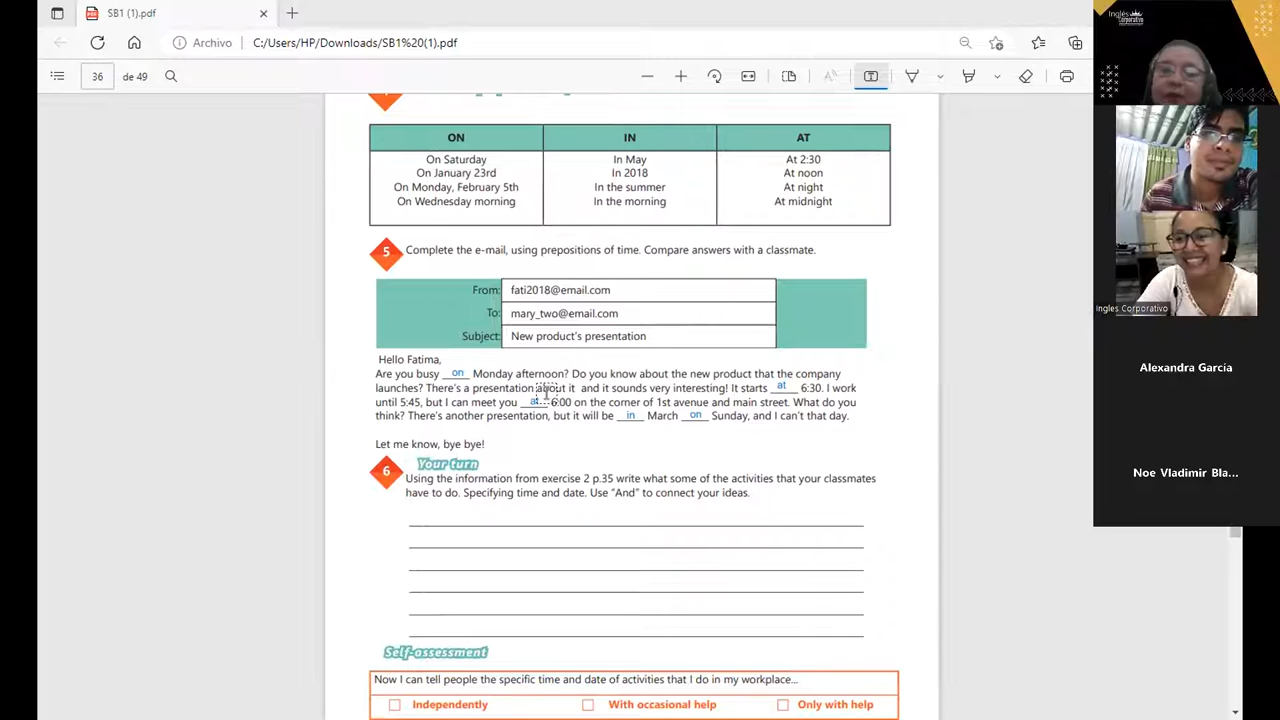 SB1 (1).pdf
Archivo
C:/Users/HP/Downloads/SB1%20(1).pdf
36
de 49
ON
IN
AT
On Saturday
On January 23rd
On Monday, February 5th
On Wednesday morning
In May
In 2018
In the summer
In the morning
At 2:30
At noon
At night
At midnight
5
Complete the e-mail, using prepositions of time. Compare answers with a classmate.
From:
fati2018@email.com
To:
mary_two@email.com
Subject:
New product's presentation
Hello Fatima,
Are you busy on Monday afternoon? Do you know about the new product that the company
launches? There's a presentation about it and it sounds very interesting! It starts at 6:30. I work
until 5:45, but I can meet you at 6:00 on the corner of 1st avenue and main street. What do you
think? There's another presentation, but it will be in March on Sunday, and I can't that day.
Let me know, bye bye!
Your turn
6
Using the information from exercise 2 p.35 write what some of the activities that your classmates
have to do. Specifying time and date. Use “And” to connect your ideas.
Self-assessment
Now I can tell people the specific time and date of activities that I do in my workplace...
Independently
With occasional help
Only with help
Inglés
Corporativo
Ingles Corporativo
Alexandra García
Noe Vladimir Bla...